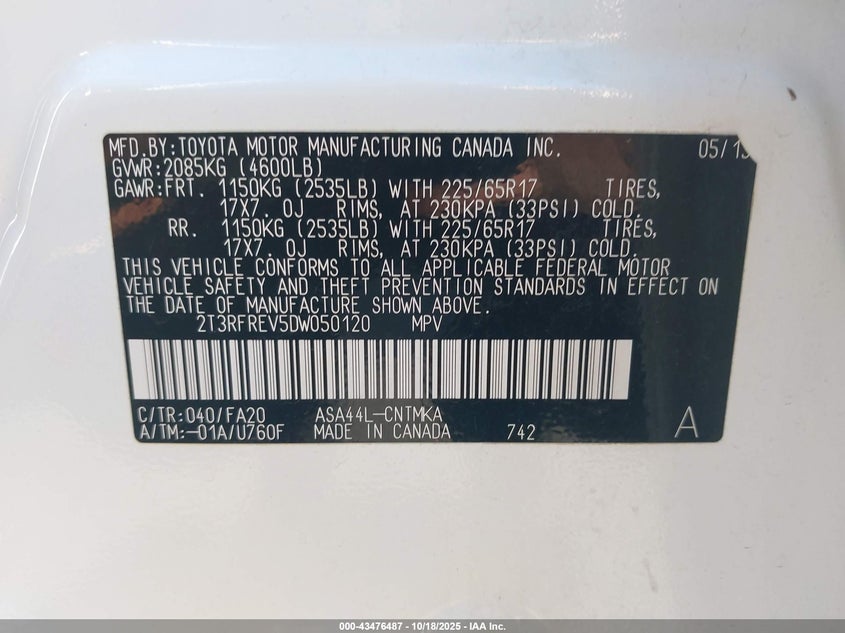 MFD.BY:TOYOTA MOTOR MANUFACTURING CANADA INC. 05/13
GVWR:2085KG (4600LB)
GAWR:FRT. 1150KG (2535LB) WITH 225/65R17 TIRES,
17X7.0J RIMS, AT 230KPA (33PSI) COLD.
RR. 1150KG (2535LB) WITH 225/65R17 TIRES,
17X7.0J RIMS, AT 230KPA (33PSI) COLD.
THIS VEHICLE CONFORMS TO ALL APPLICABLE FEDERAL MOTOR
VEHICLE SAFETY AND THEFT PREVENTION STANDARDS IN EFFECT ON
THE DATE OF MANUFACTURE SHOWN ABOVE.
2T3RFREV5DW050120 MPV
C/TR:040/FA20 ASA44L-CNTMKA
A/TM:-01A/U760F MADE IN CANADA 742 A
000-43476487 - 10/18/2025 - IAA Inc.